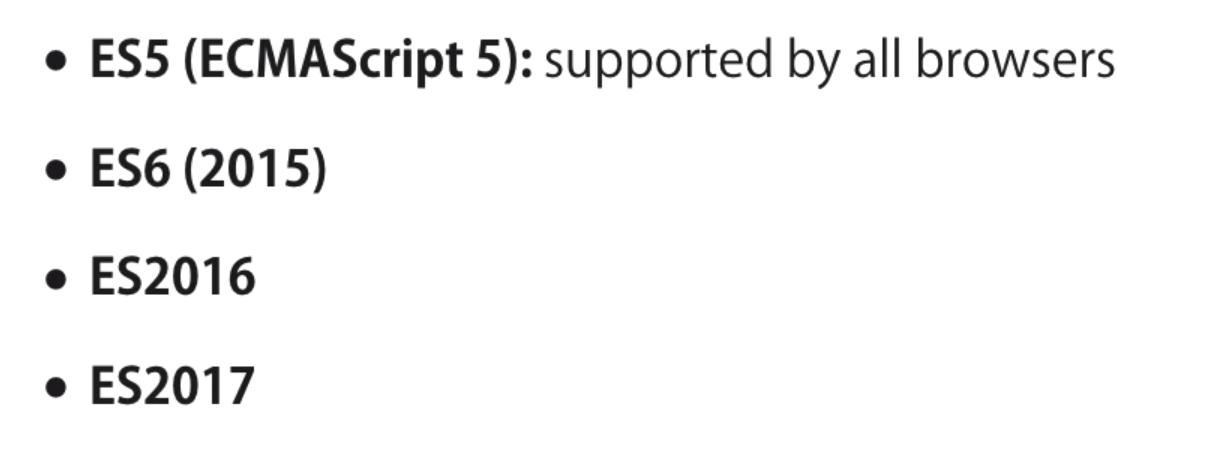 • ES5 (ECMAScript 5): supported by all browsers
• ES6 (2015)
• ES2016
• ES2017